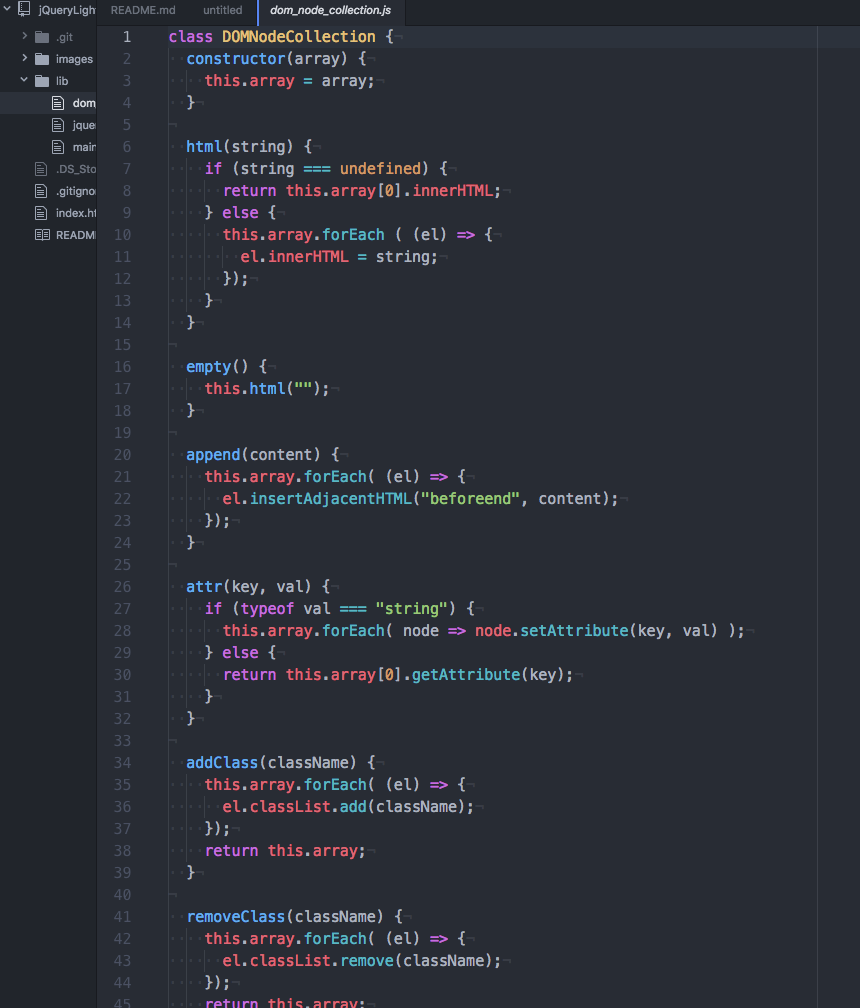 jQueryLigh
README.md untitled dom_node_collection.js
.git
images
lib
dom
jque
main
.DS_Sto
.gitigno
index.ht
READM
1 class DOMNodeCollection {
2 constructor(array) {
3 this.array = array;
4 }
5
6 html(string) {
7 if (string === undefined) {
8 return this.array[0].innerHTML;
9 } else {
10 this.array.forEach ( (el) => {
11 el.innerHTML = string;
12 });
13 }
14 }
15
16 empty() {
17 this.html("");
18 }
19
20 append(content) {
21 this.array.forEach( (el) => {
22 el.insertAdjacentHTML("beforeend", content);
23 });
24 }
25
26 attr(key, val) {
27 if (typeof val === "string") {
28 this.array.forEach( node => node.setAttribute(key, val) );
29 } else {
30 return this.array[0].getAttribute(key);
31 }
32 }
33
34 addClass(className) {
35 this.array.forEach( (el) => {
36 el.classList.add(className);
37 });
38 return this.array;
39 }
40
41 removeClass(className) {
42 this.array.forEach( (el) => {
43 el.classList.remove(className);
44 });
45 return this.array;